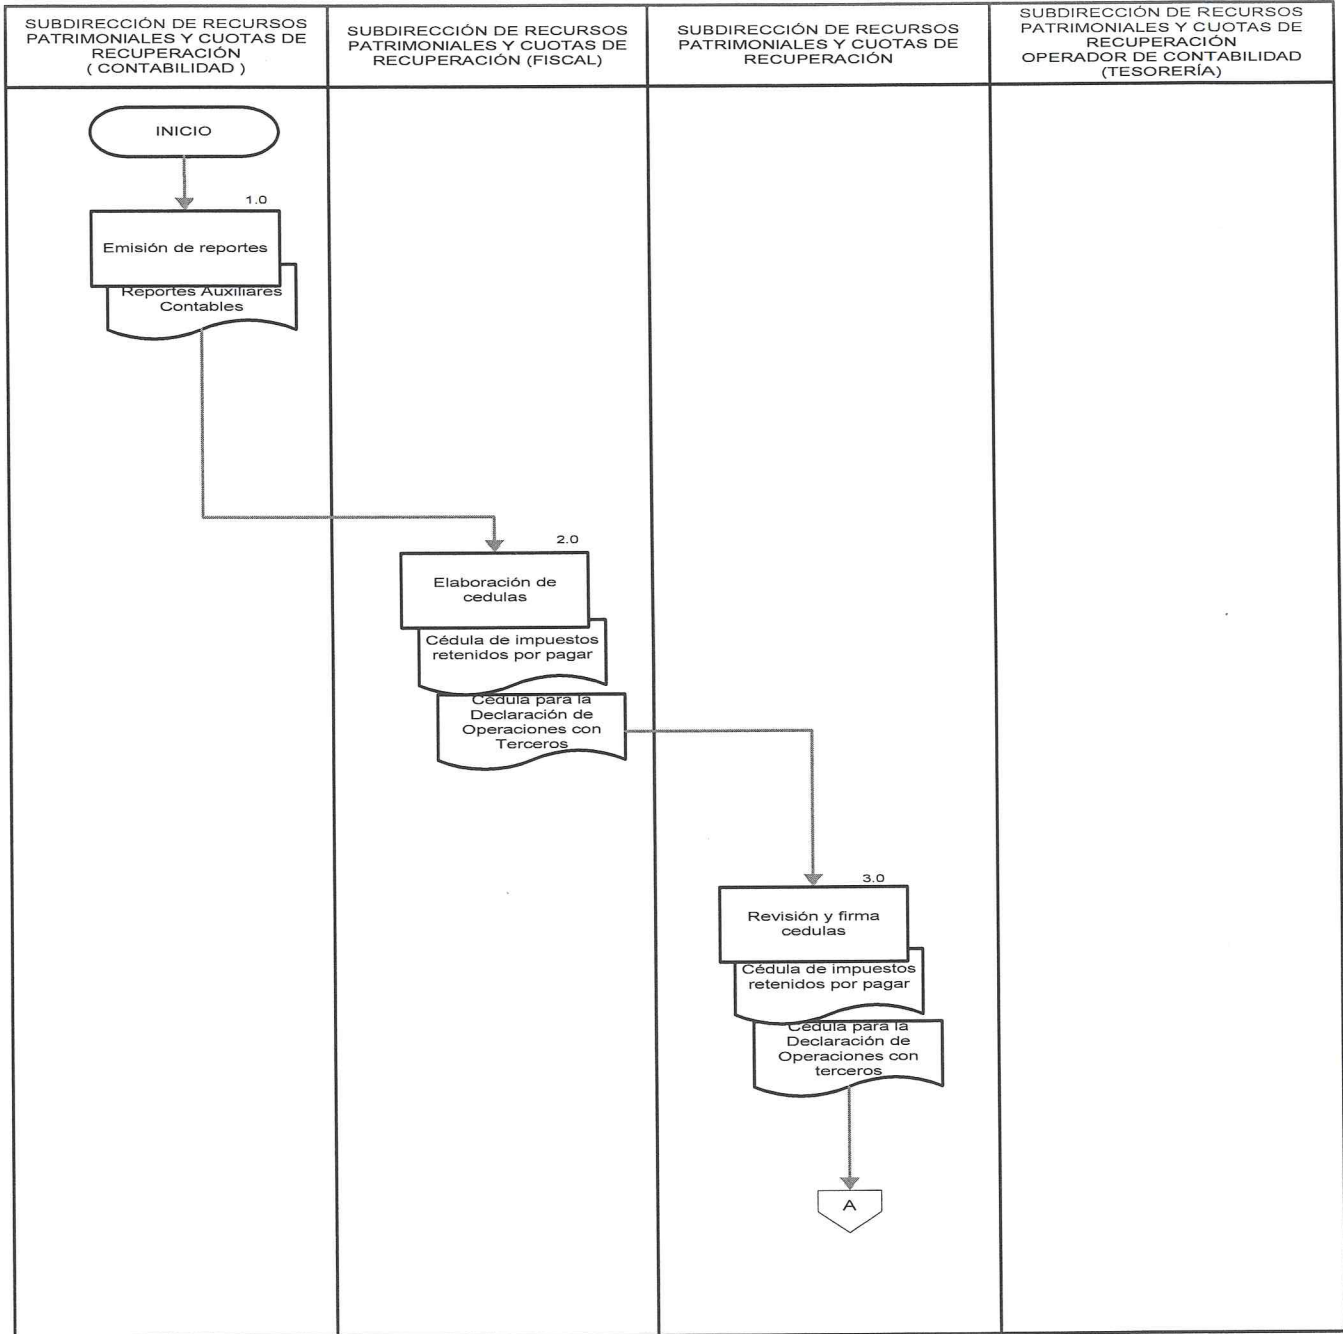 SUBDIRECCIÓN DE RECURSOS
PATRIMONIALES Y CUOTAS DE
RECUPERACIÓN
( CONTABILIDAD )
SUBDIRECCIÓN DE RECURSOS
PATRIMONIALES Y CUOTAS DE
RECUPERACIÓN (FISCAL)
SUBDIRECCIÓN DE RECURSOS
PATRIMONIALES Y CUOTAS DE
RECUPERACIÓN
SUBDIRECCIÓN DE RECURSOS
PATRIMONIALES Y CUOTAS DE
RECUPERACIÓN
OPERADOR DE CONTABILIDAD
(TESORERÍA)
INICIO
1.0
Emisión de reportes
Reportes Auxiliares
Contables
2.0
Elaboración de
cedulas
Cédula de impuestos
retenidos por pagar
Cédula para la
Declaración de
Operaciones con
Terceros
3.0
Revisión y firma
cedulas
Cédula de impuestos
retenidos por pagar
Cédula para la
Declaración de
Operaciones con
terceros
A